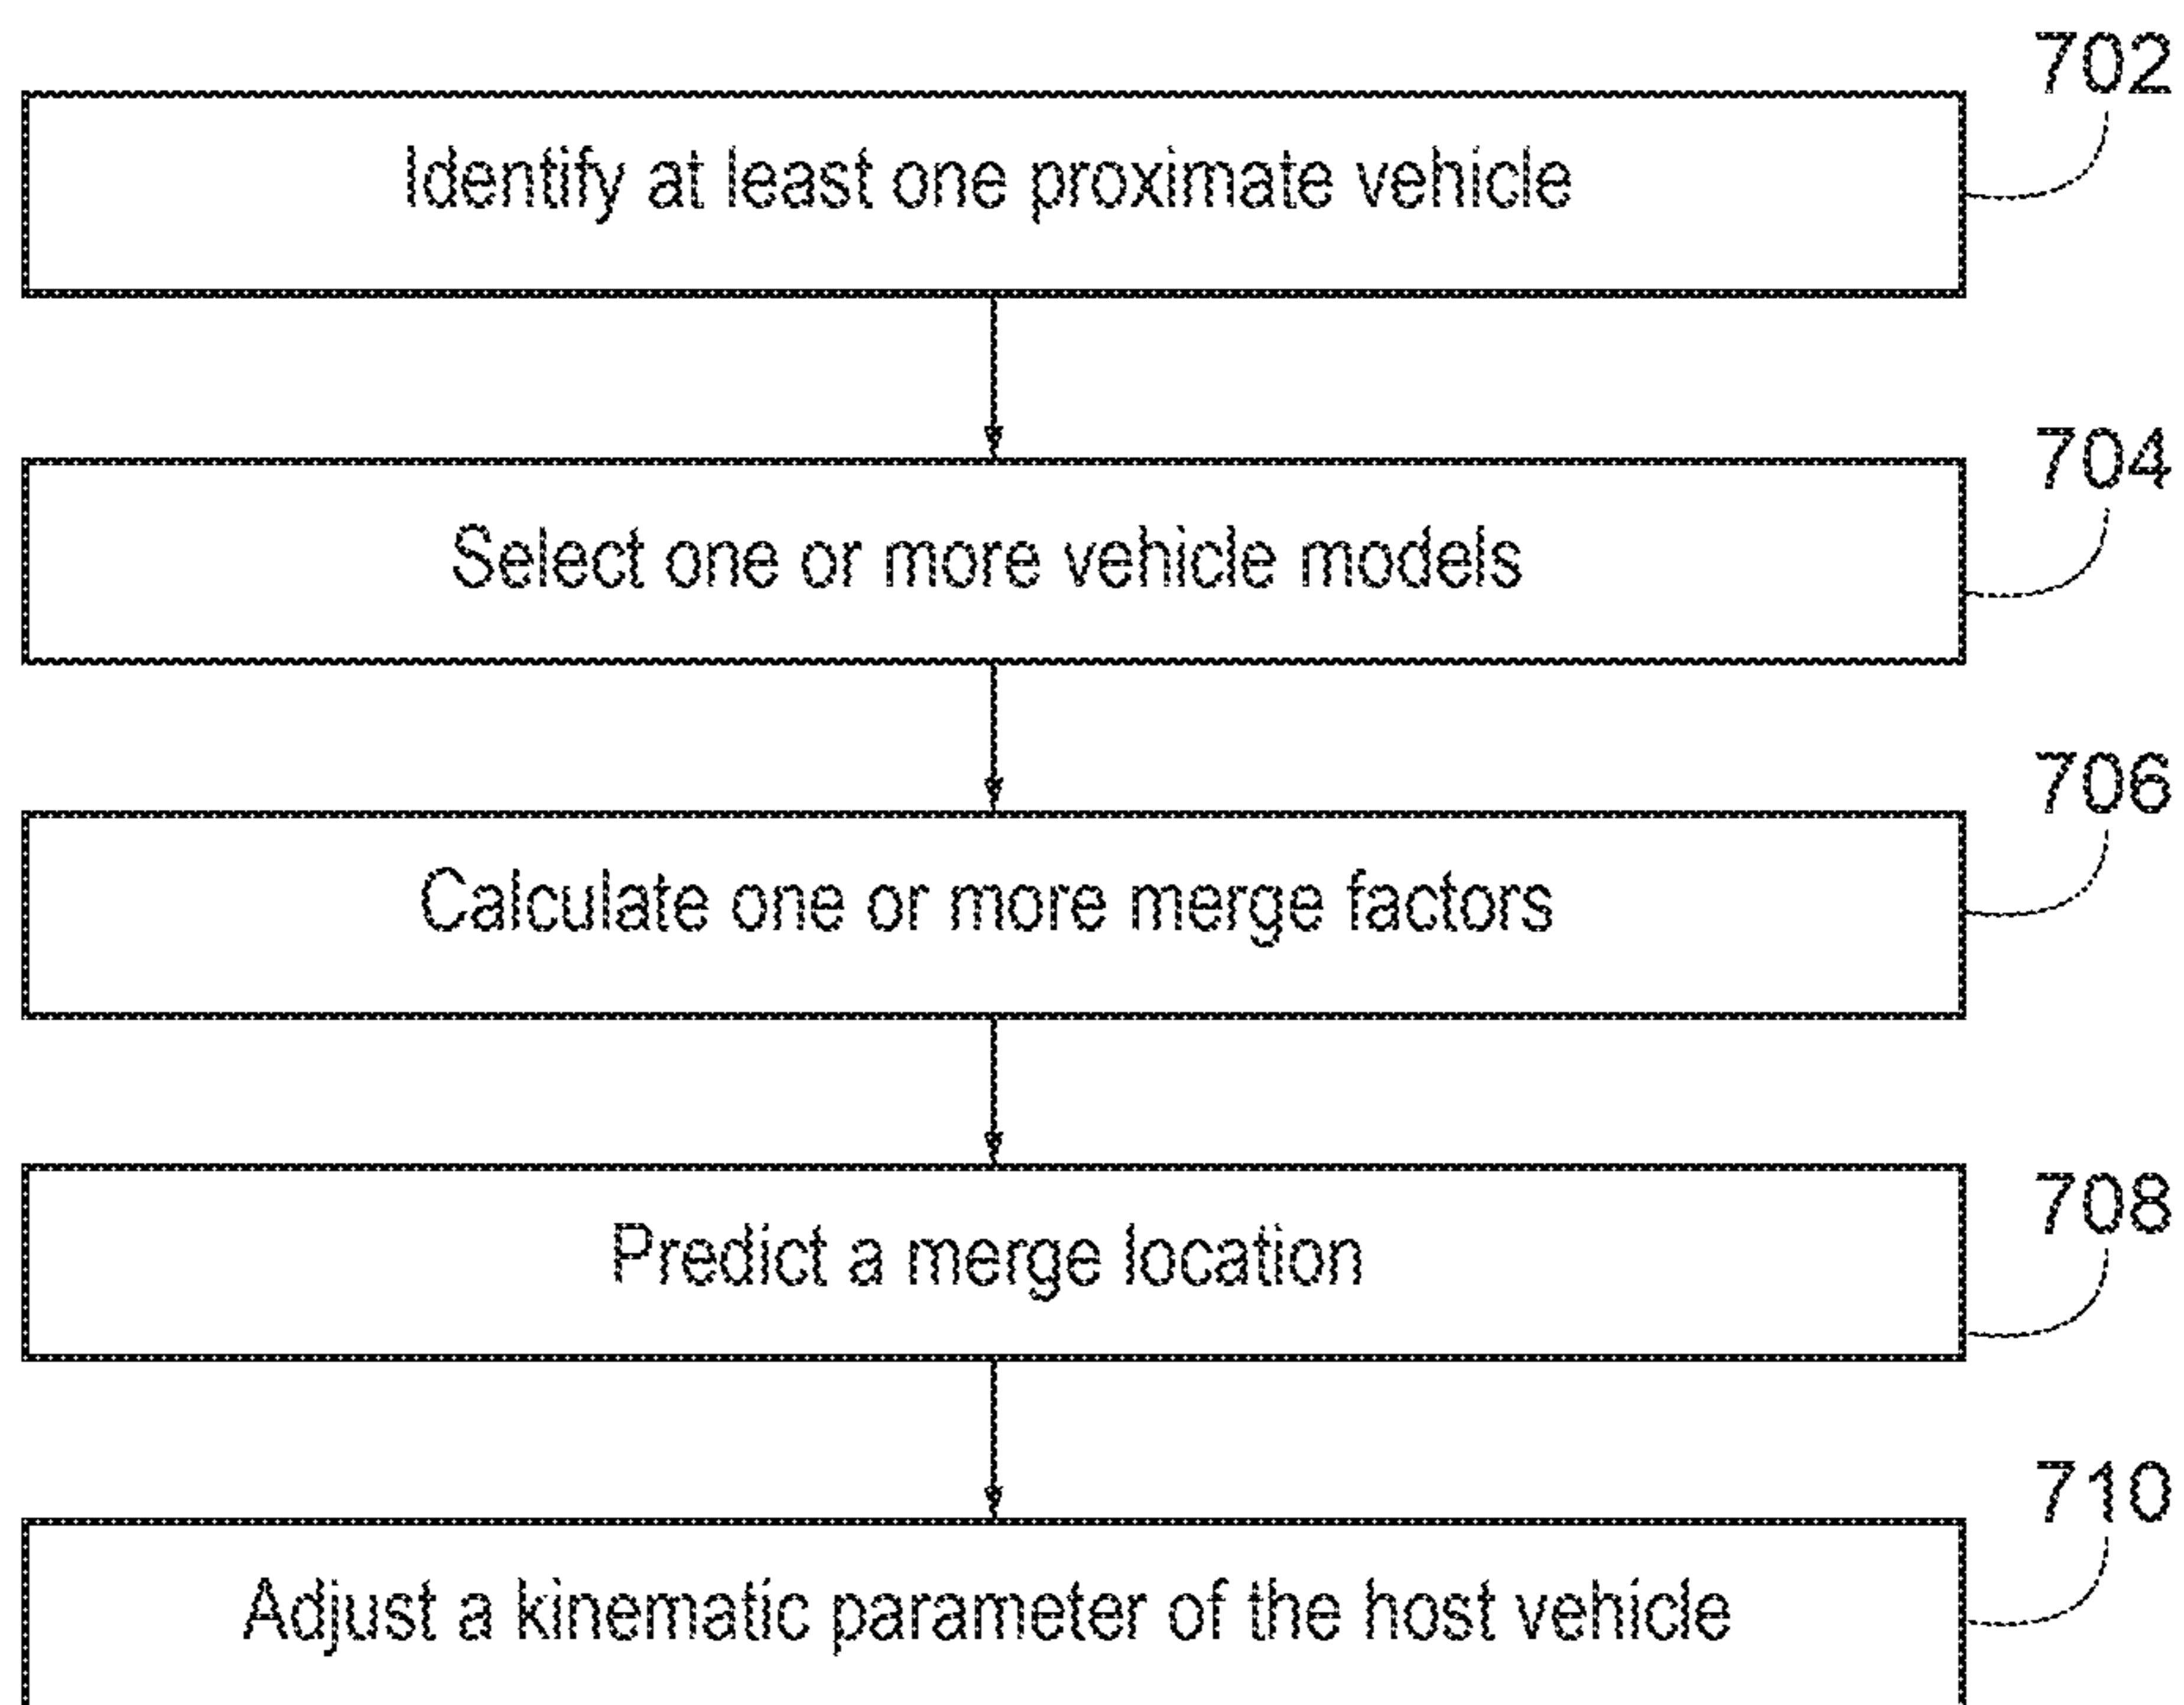 702
Identify at least one proximate vehicle
704
Select one or more vehicle models
706
Calculate one or more merge factors
708
Predict a merge location
710
Adjust a kinematic parameter of the host vehicle